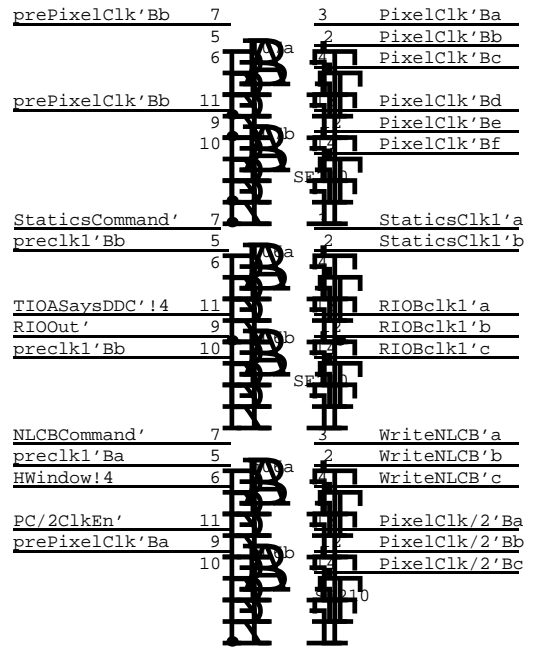 prePixelClk'Bb 7 3 PixelClk'Ba
5 2 PixelClk'Bb
6 PixelClk'Bc
prePixelClk'Bb 11 PixelClk'Bd
9 PixelClk'Be
10 14 PixelClk'Bf
StaticsCommand' 7 StaticsClk1'a
preclk1'Bb 5 2 StaticsClk1'b
6
TIOASaysDDC'!4 11 RIOBclk1'a
RIOOut' 9 RIOBclk1'b
preclk1'Bb 10 14 RIOBclk1'c
NLCBCommand' 7 3 WriteNLCB'a
preclk1'Ba 5 2 WriteNLCB'b
HWindow!4 6 WriteNLCB'c
PC/2ClkEn' 11 PixelClk/2'Ba
prePixelClk'Ba 9 PixelClk/2'Bb
10 14 PixelClk/2'Bc